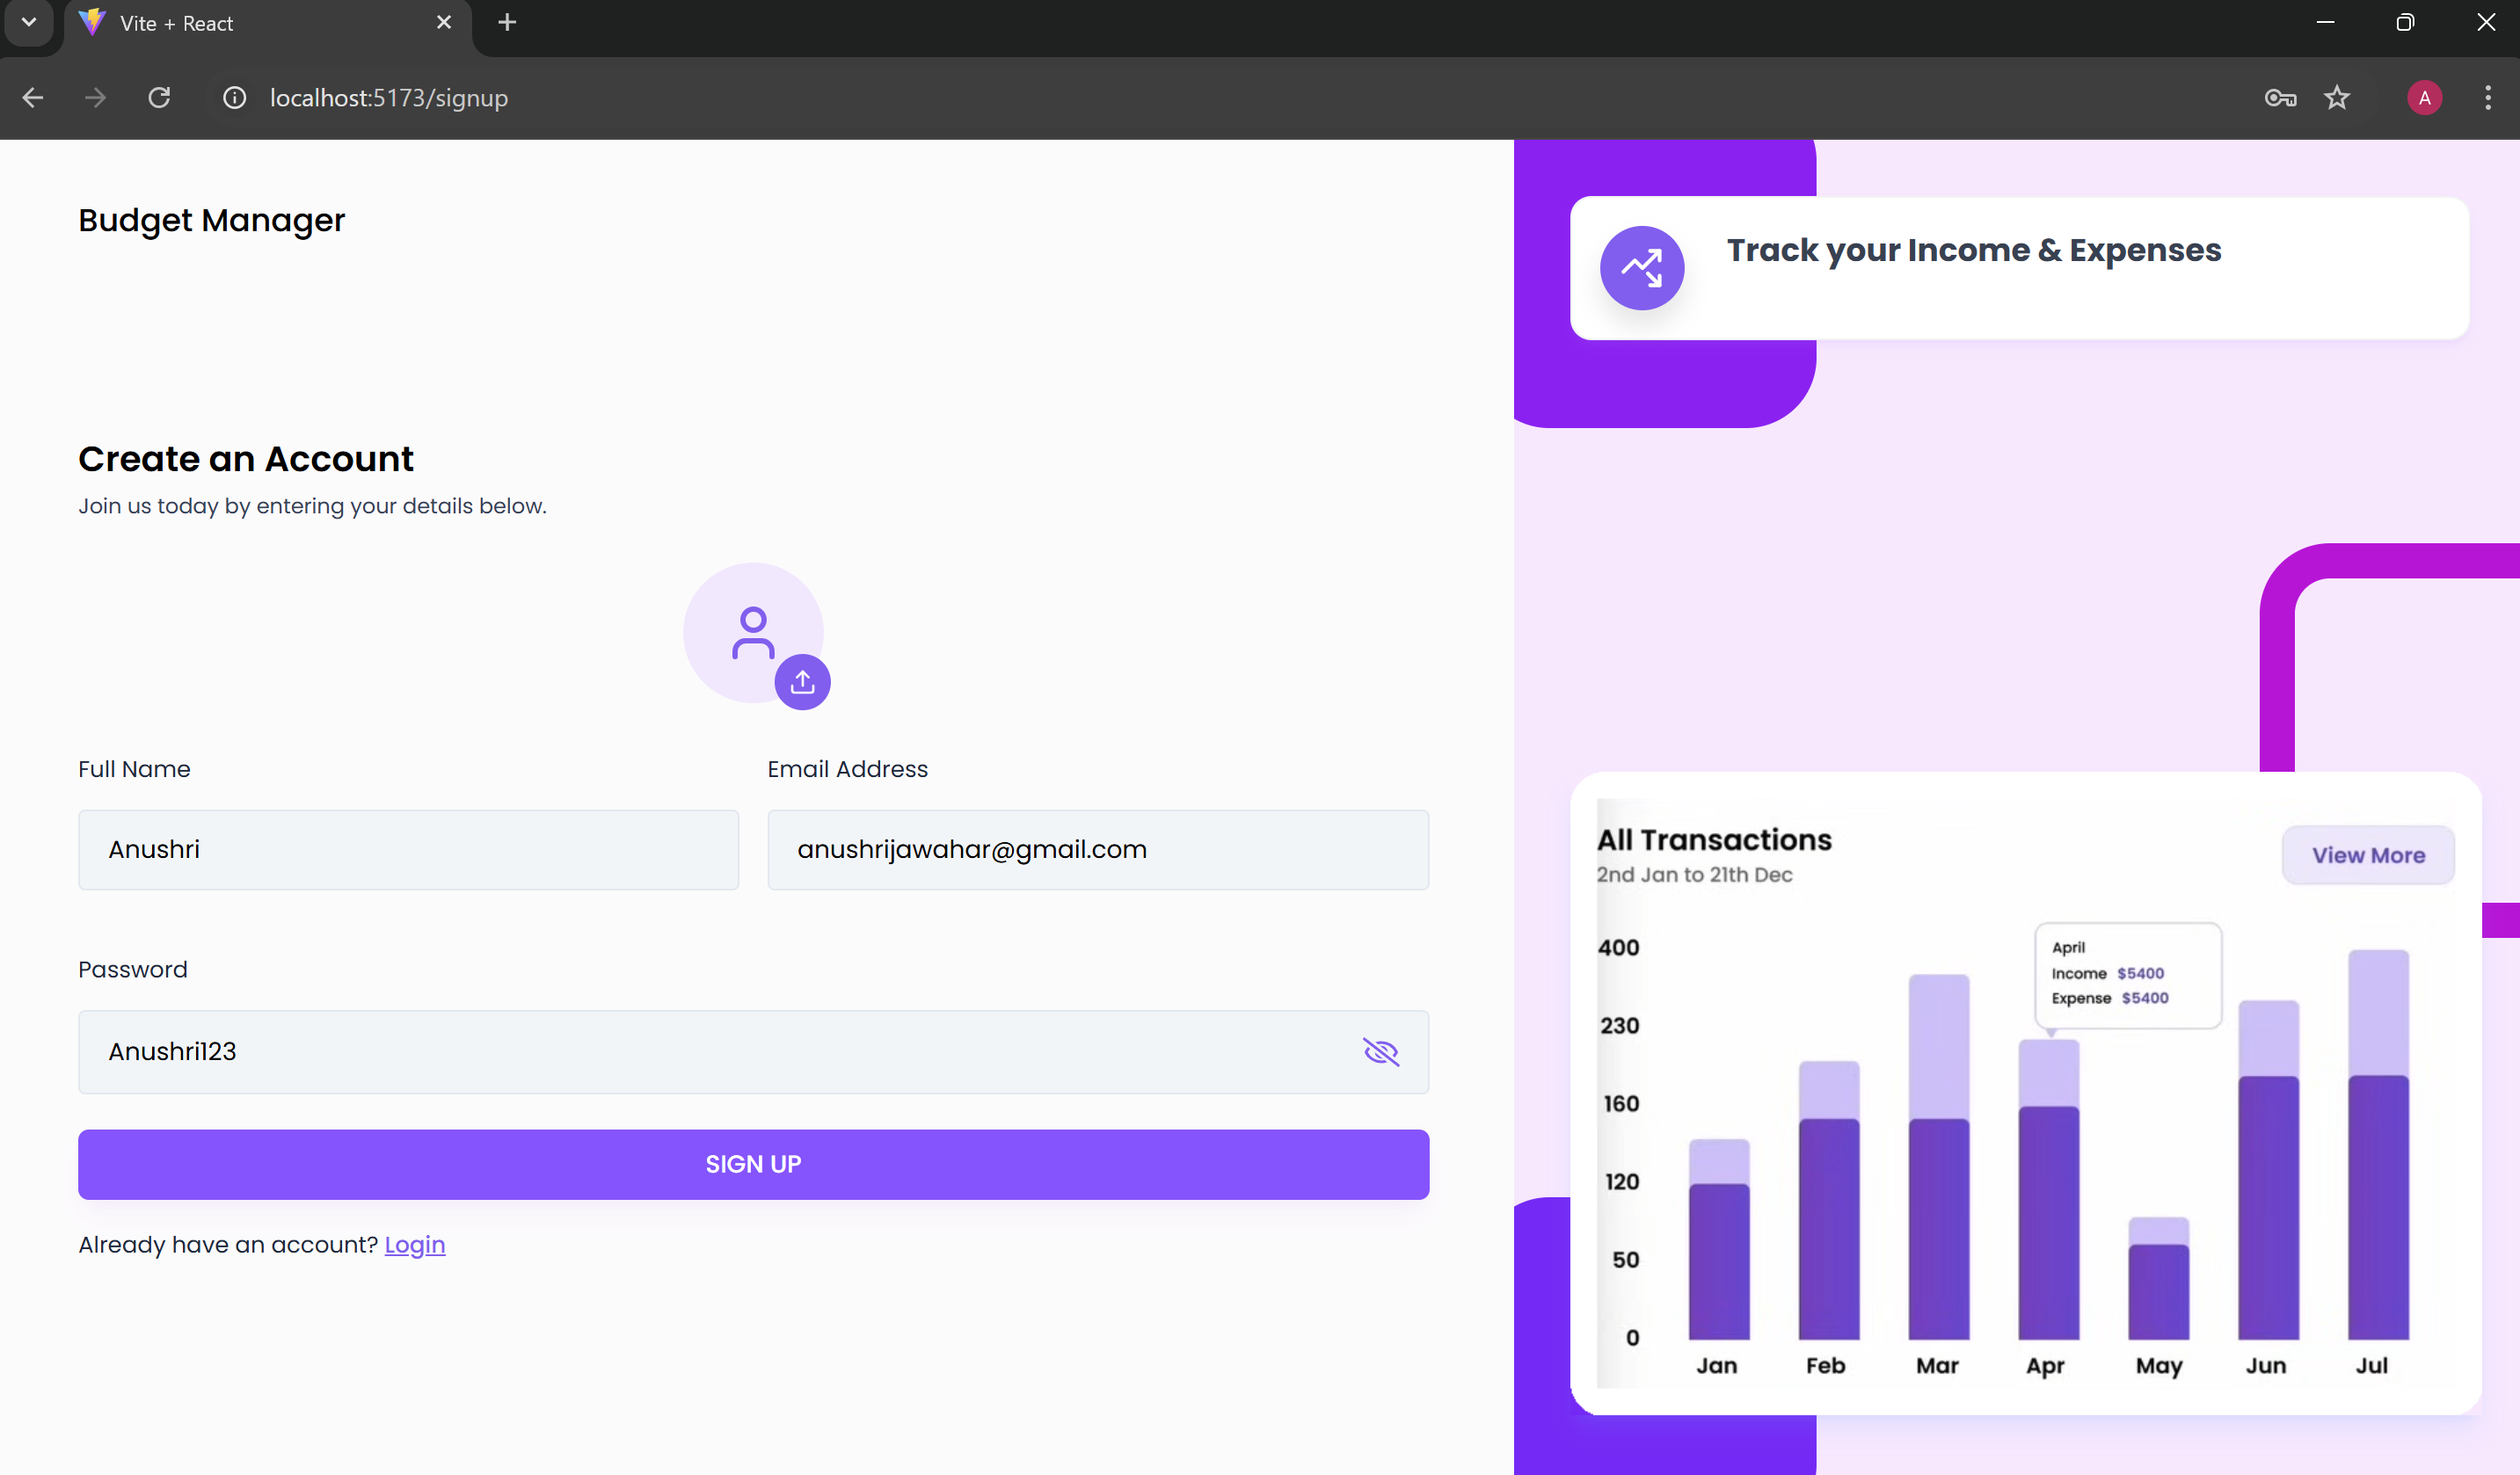 Vite + React
localhost:5173/signup
A
Budget Manager
Create an Account
Join us today by entering your details below.
Full Name
Email Address
Anushri
anushrijawahar@gmail.com
Password
Anushri123
SIGN UP
Already have an account? Login
Track your Income & Expenses
All Transactions
2nd Jan to 21th Dec
View More
April
Income $5400
Expense $5400
400
230
160
120
50
0
Jan Feb Mar Apr May Jun Jul